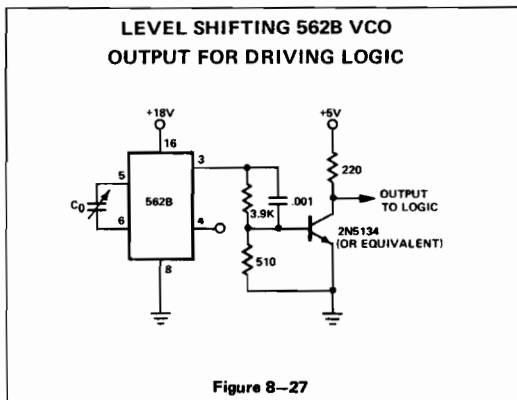 LEVEL SHIFTING 562B VCO
OUTPUT FOR DRIVING LOGIC
+18V
+5V
16
3
220
5
C0
562B
3.9K
.001
OUTPUT
TO LOGIC
6
4
2N5134
(OR EQUIVALENT)
510
8
Figure 8–27